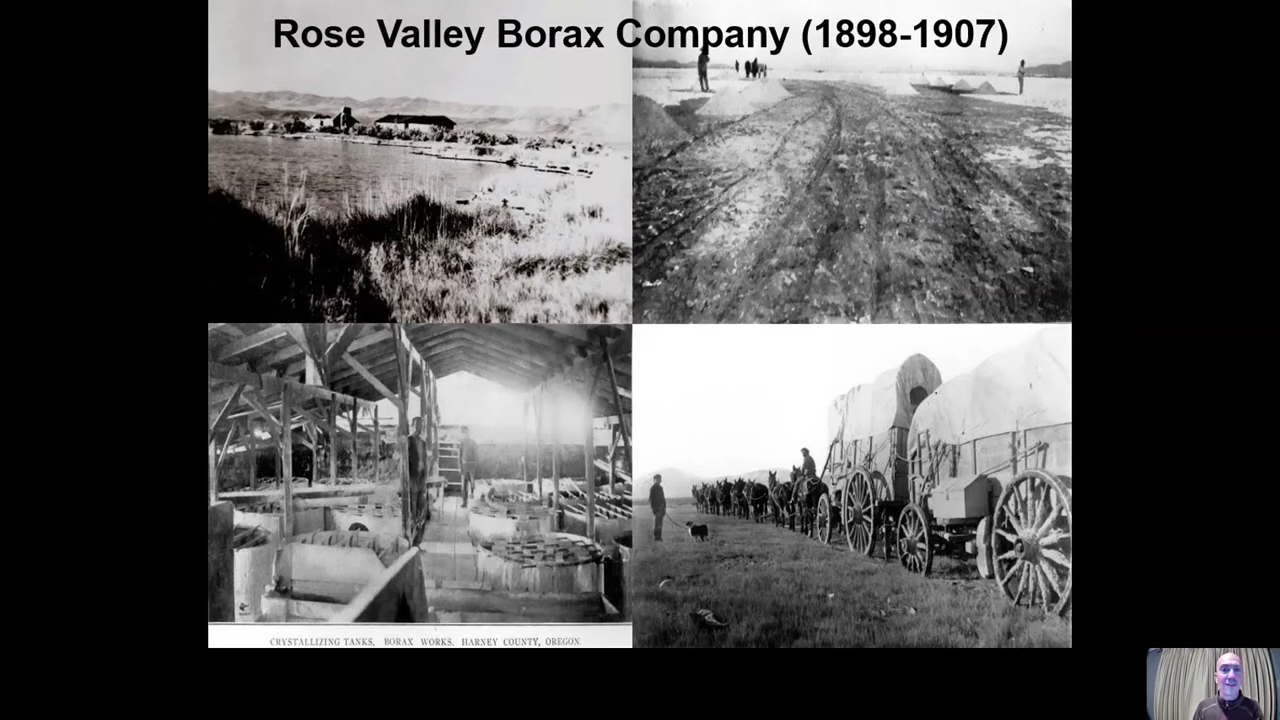 Rose Valley Borax Company (1898-1907)
CRYSTALLIZING TANKS, BORAX WORKS, HARNEY COUNTY, OREGON.